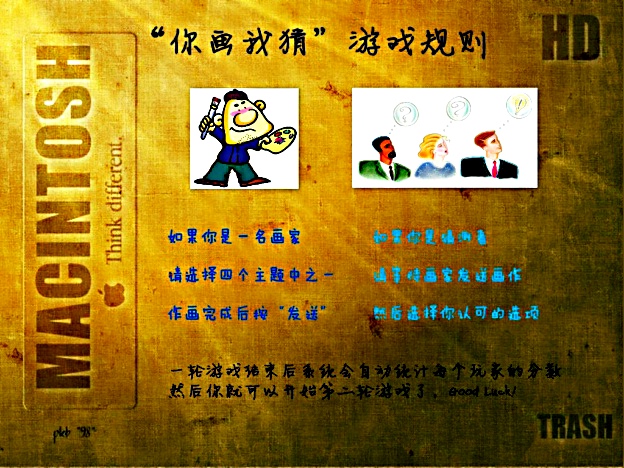 “你画我猜”游戏规则
HD
MACINTOSH
Think different.
如果你是一名画家
如果你是猜测者
请选择四个主题中之一
请等待画家发送画作
作画完成后按“发送”
然后选择你认可的选项
一轮游戏结束后系统会自动统计每个玩家的分数
然后你就可以开始第二轮游戏了，Good Luck!
TRASH